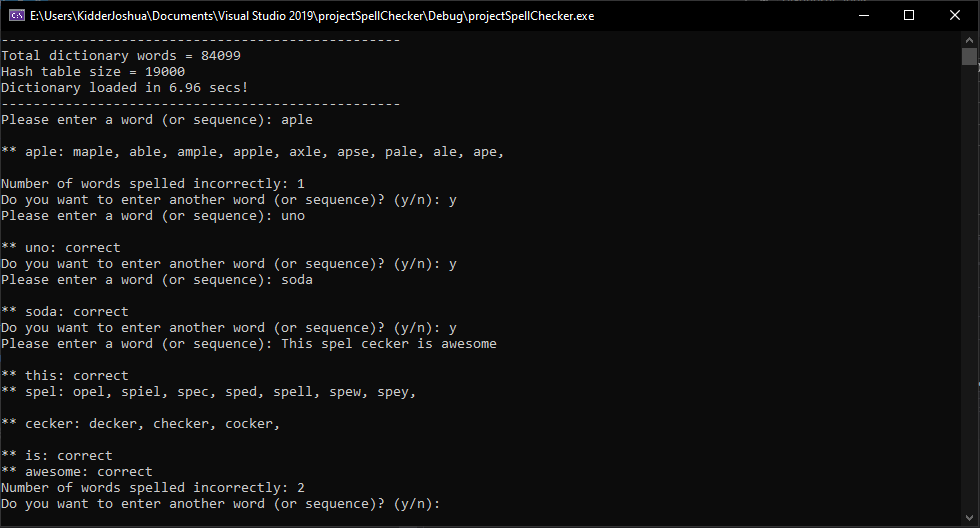 E:\Users\KidderJoshua\Documents\Visual Studio 2019\projectSpellChecker\Debug\projectSpellChecker.exe
--------------------------------------------------
Total dictionary words = 84099
Hash table size = 19000
Dictionary loaded in 6.96 secs!
--------------------------------------------------
Please enter a word (or sequence): aple
** aple: maple, able, ample, apple, axle, apse, pale, ale, ape,
Number of words spelled incorrectly: 1
Do you want to enter another word (or sequence)? (y/n): y
Please enter a word (or sequence): uno
** uno: correct
Do you want to enter another word (or sequence)? (y/n): y
Please enter a word (or sequence): soda
** soda: correct
Do you want to enter another word (or sequence)? (y/n): y
Please enter a word (or sequence): This spel cecker is awesome
** this: correct
** spel: opel, spiel, spec, sped, spell, spew, spey,
** cecker: decker, checker, cocker,
** is: correct
** awesome: correct
Number of words spelled incorrectly: 2
Do you want to enter another word (or sequence)? (y/n):